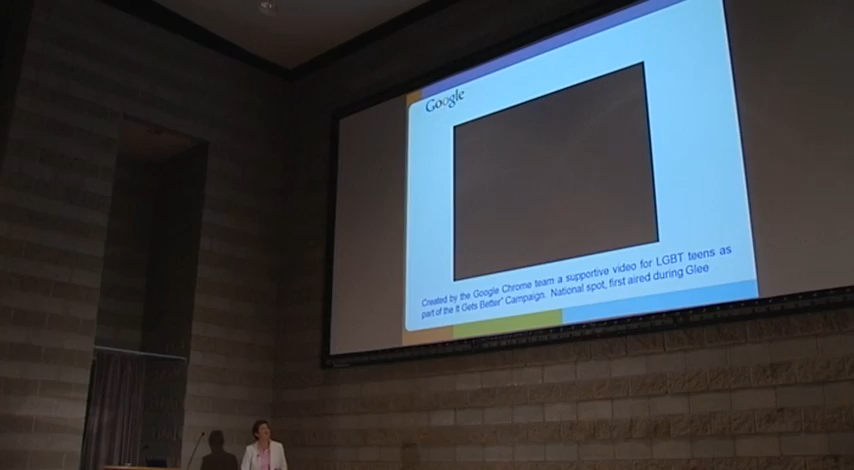 Google
Created by the Google Chrome team a supportive video for LGBT teens as
part of the It Gets Better" Campaign. National spot, first aired during Glee